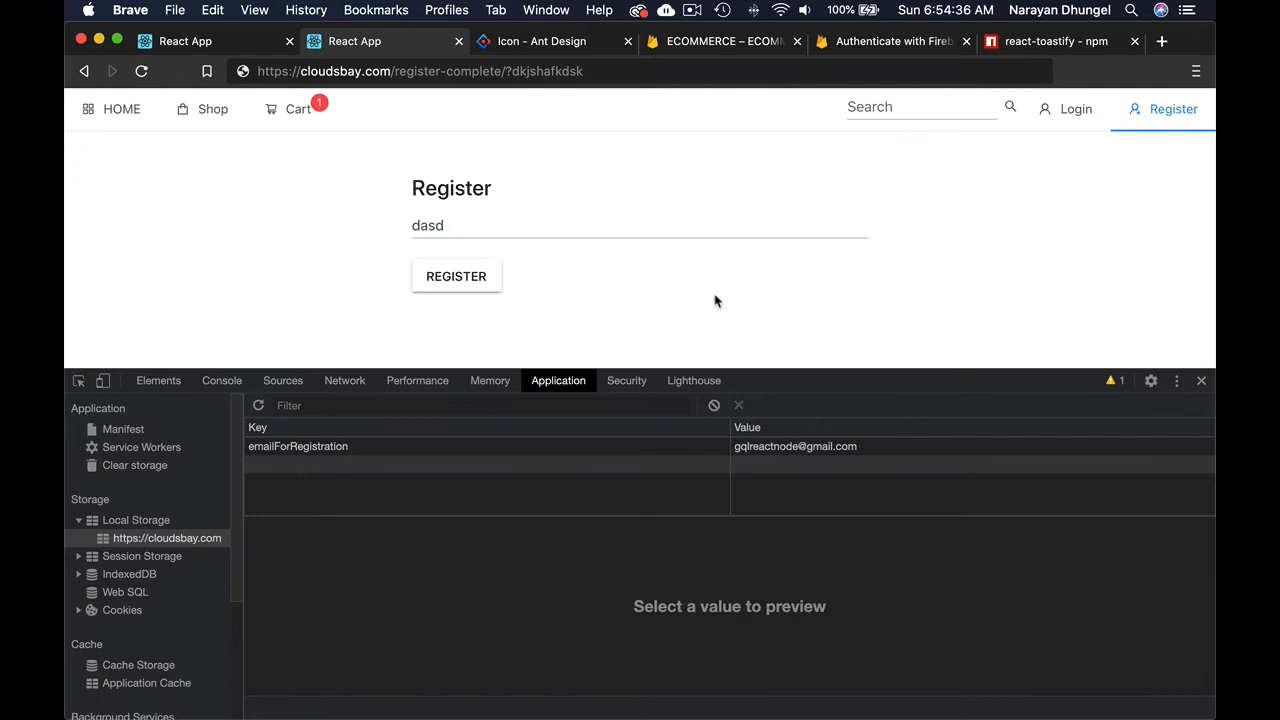 Brave File Edit View History Bookmarks Profiles Tab Window Help 100% Sun 6:54:36 AM Narayan Dhungel
React App React App Icon - Ant Design ECOMMERCE – ECOM Authenticate with Fireb react-toastify - npm
https://cloudsbay.com/register-complete/?dkjshafkdsk
HOME Shop Cart 1 Search Login Register
Register
dasd
REGISTER
Elements Console Sources Network Performance Memory Application Security Lighthouse 1
Application Filter
Key Value
Manifest emailForRegistration gqlreactnode@gmail.com
Service Workers
Clear storage
Storage
Local Storage
https://cloudsbay.com
Session Storage
IndexedDB
Web SQL
Cookies
Select a value to preview
Cache
Cache Storage
Application Cache
Background Services